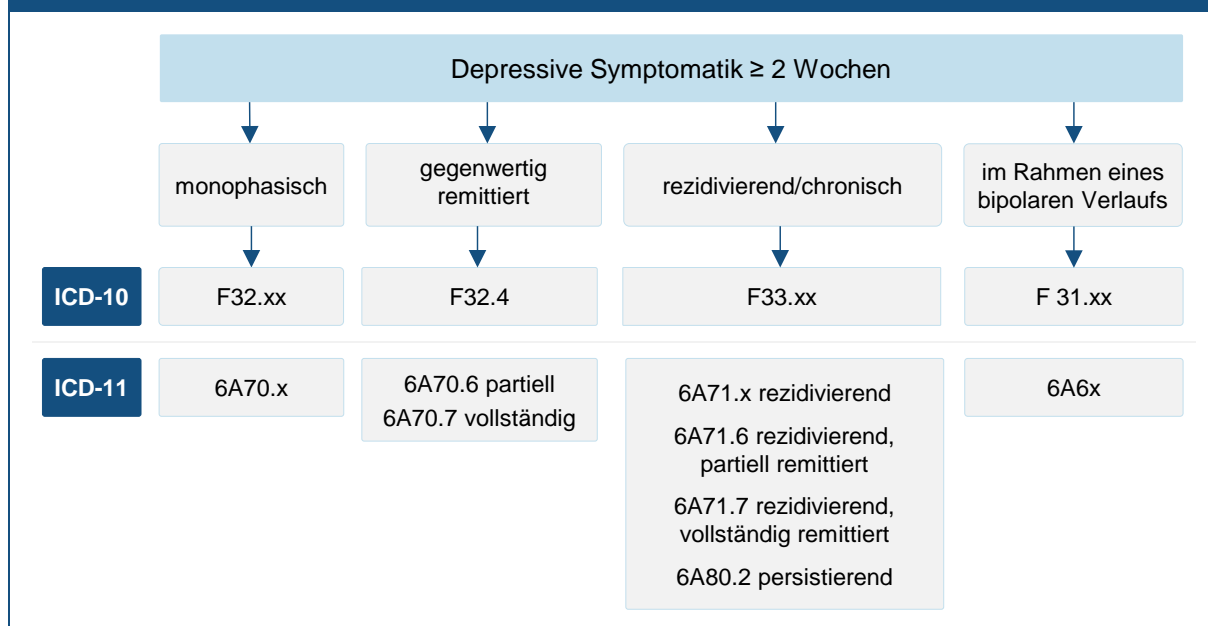 Depressive Symptomatik ≥ 2 Wochen
monophasisch
gegenwertig
remittiert
rezidivierend/chronisch
im Rahmen eines
bipolaren Verlaufs
ICD-10
F32.xx
F32.4
F33.xx
F 31.xx
ICD-11
6A70.x
6A70.6 partiell
6A70.7 vollständig
6A71.x rezidivierend
6A71.6 rezidivierend,
partiell remittiert
6A71.7 rezidivierend,
vollständig remittiert
6A80.2 persistierend
6A6x